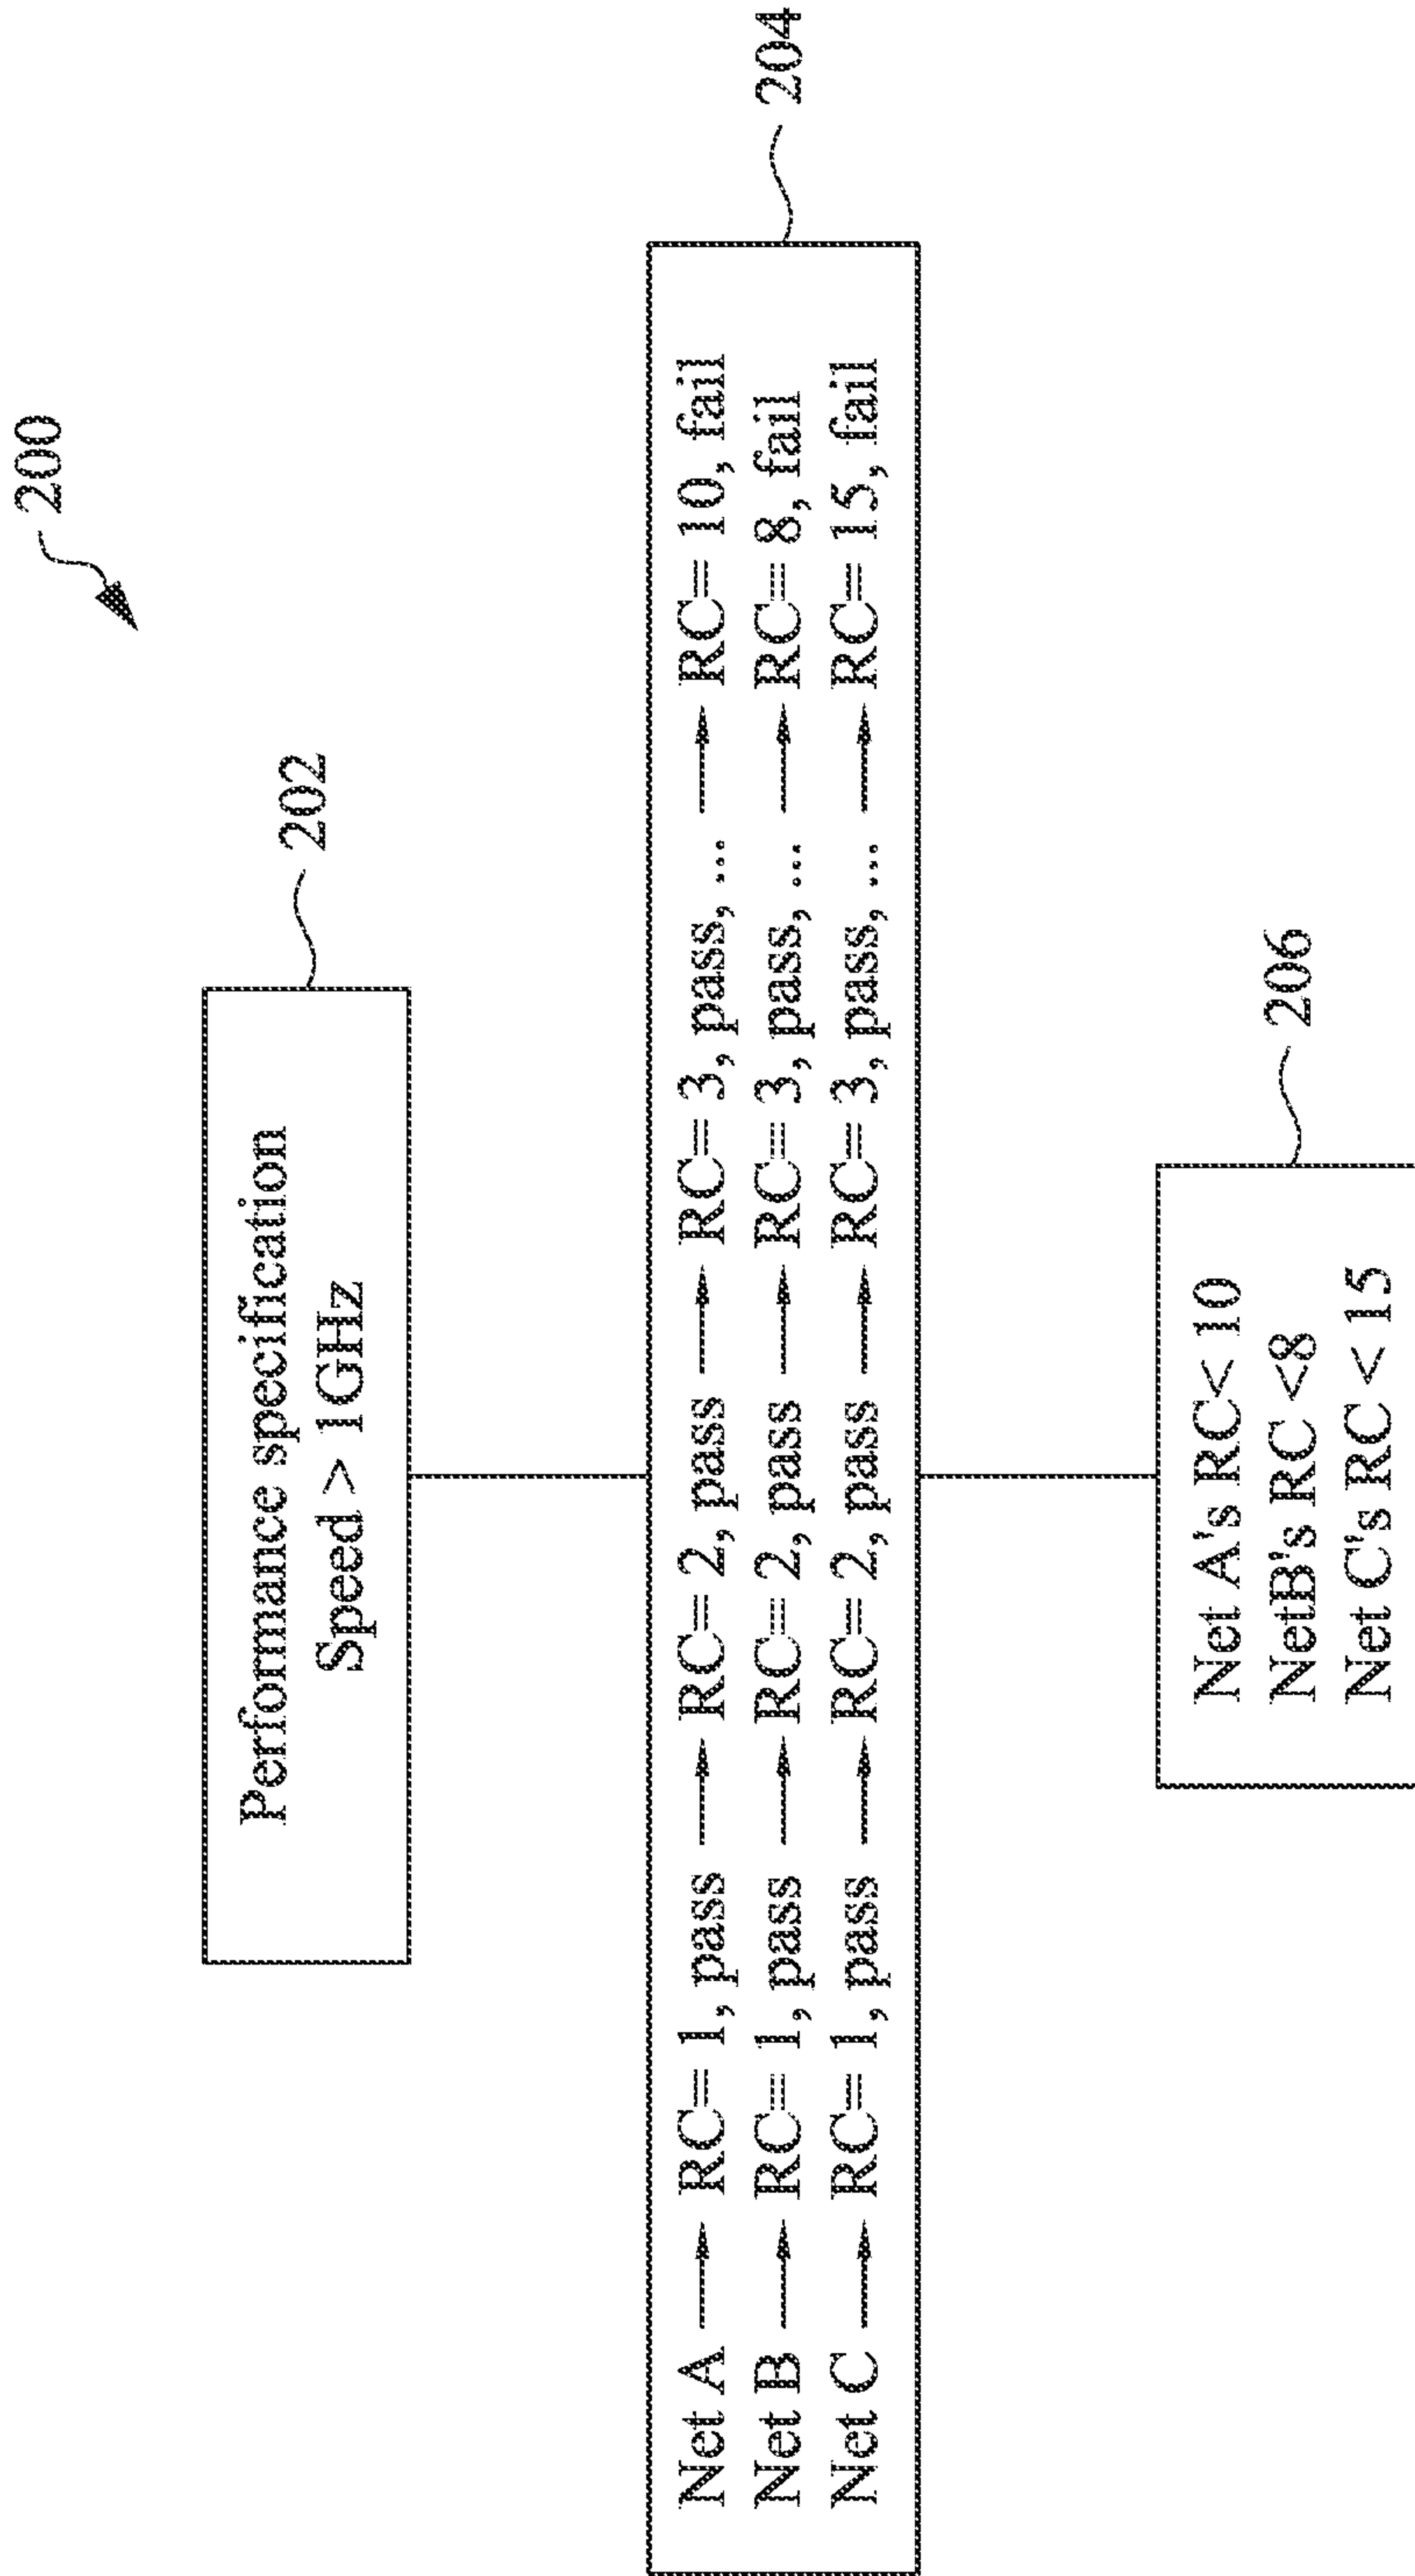 200
202
Performance specification
Speed > 1GHz
204
Net A RC= 1, pass RC= 2, pass RC= 3, pass, ... RC= 10, fail
Net B RC= 1, pass RC= 2, pass RC= 3, pass, ... RC= 8, fail
Net C RC= 1, pass RC= 2, pass RC= 3, pass, ... RC= 15, fail
206
Net A's RC< 10
NetB's RC <8
Net C's RC < 15